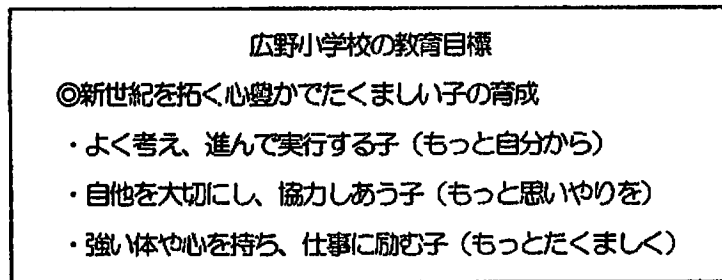 広野小学校の教育目標
◎新世紀を拓く心豊かでたくましい子の育成
・よく考え、進んで実行する子（もっと自分から）
・自他を大切にし、協力しあう子（もっと思いやりを）
・強い体や心を持ち、仕事に励む子（もっとたくましく）